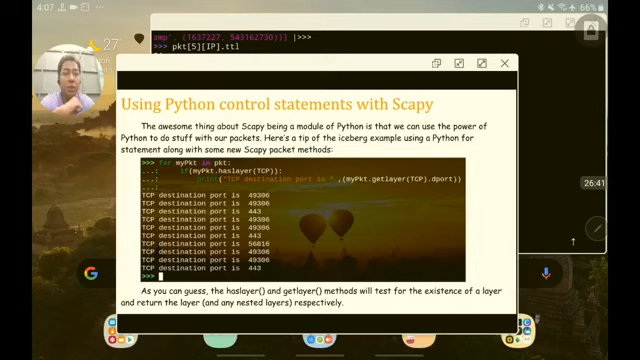 4:07
66%
27°
amp", (1637227, 543162730))] |>>>
>>> pkt[5][IP].ttl
Using Python control statements with Scapy
The awesome thing about Scapy being a module of Python is that we can use the power of
Python to do stuff with our packets. Here's a tip of the iceberg example using a Python for
statement along with some new Scapy packet methods:
>>> for myPkt in pkt:
...: if(myPkt.haslayer(TCP)):
...: print("TCP destination port is " ,(myPkt.getlayer(TCP).dport))
...:
TCP destination port is 49306
TCP destination port is 49306
TCP destination port is 443
TCP destination port is 49306
TCP destination port is 49306
TCP destination port is 443
TCP destination port is 56816
TCP destination port is 49306
TCP destination port is 49306
TCP destination port is 443
>>>
26:41
As you can guess, the haslayer() and getlayer() methods will test for the existence of a layer
and return the layer (and any nested layers) respectively.